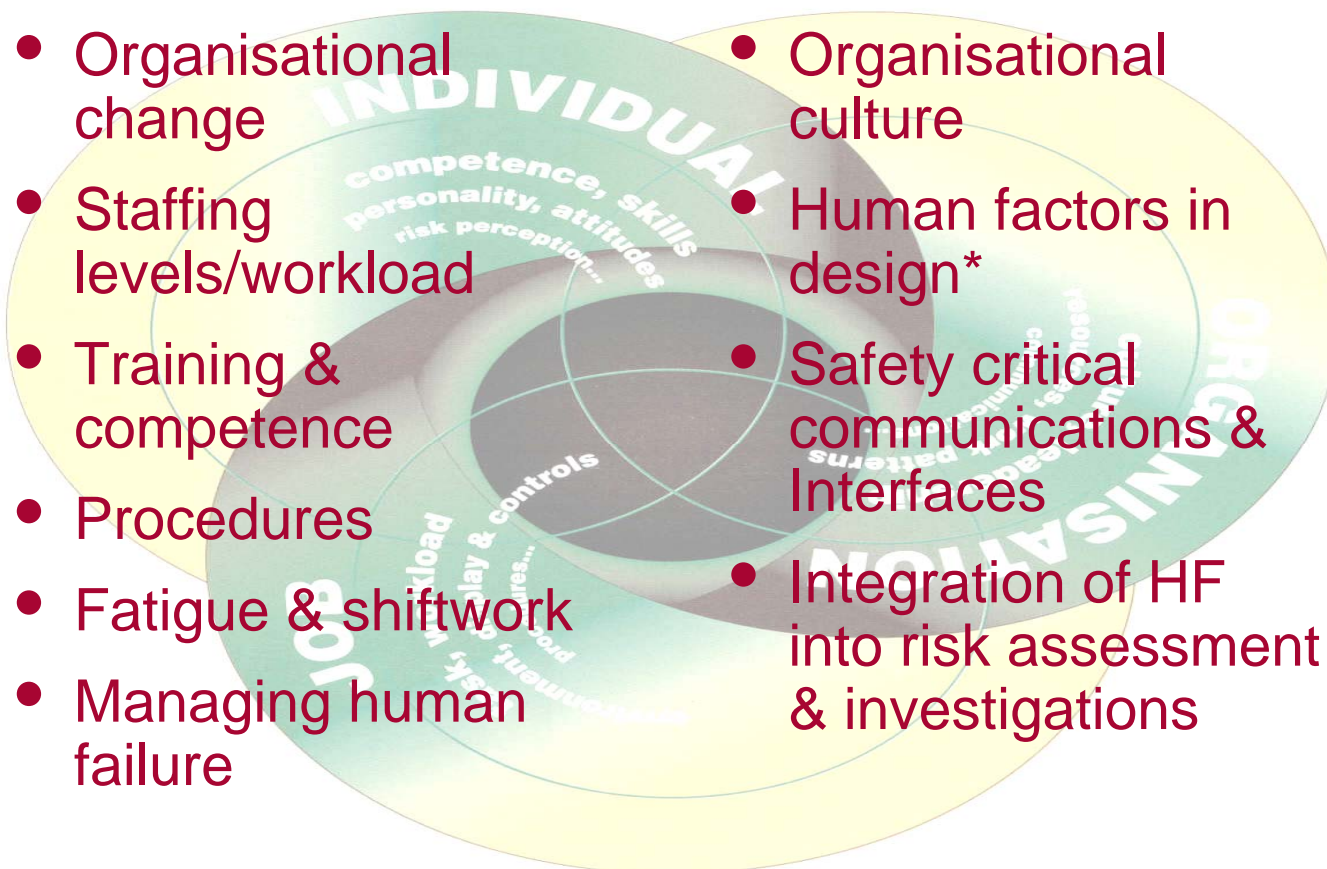 • Organisational
change
• Staffing
levels/workload
• Training &
competence
• Procedures
• Fatigue & shiftwork
• Managing human
failure
• Organisational
culture
• Human factors in
design*
• Safety critical
communications &
Interfaces
• Integration of HF
into risk assessment
& investigations
INDIVIDUAL
competence, skills
personality, attitudes
risk perception...
JOB
controls
ORGANISATION
patterns